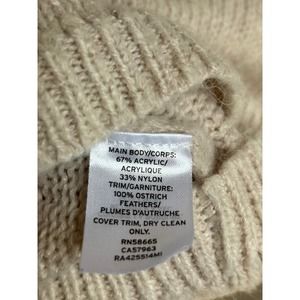 MAIN BODY/CORPS:
67% ACRYLIC/
ACRYLIQUE
33% NYLON
TRIM/GARNITURE:
100% OSTRICH
FEATHERS/
PLUMES D'AUTRUCHE
COVER TRIM, DRY CLEAN
ONLY.
RN58665
CA57963
RA425514MI